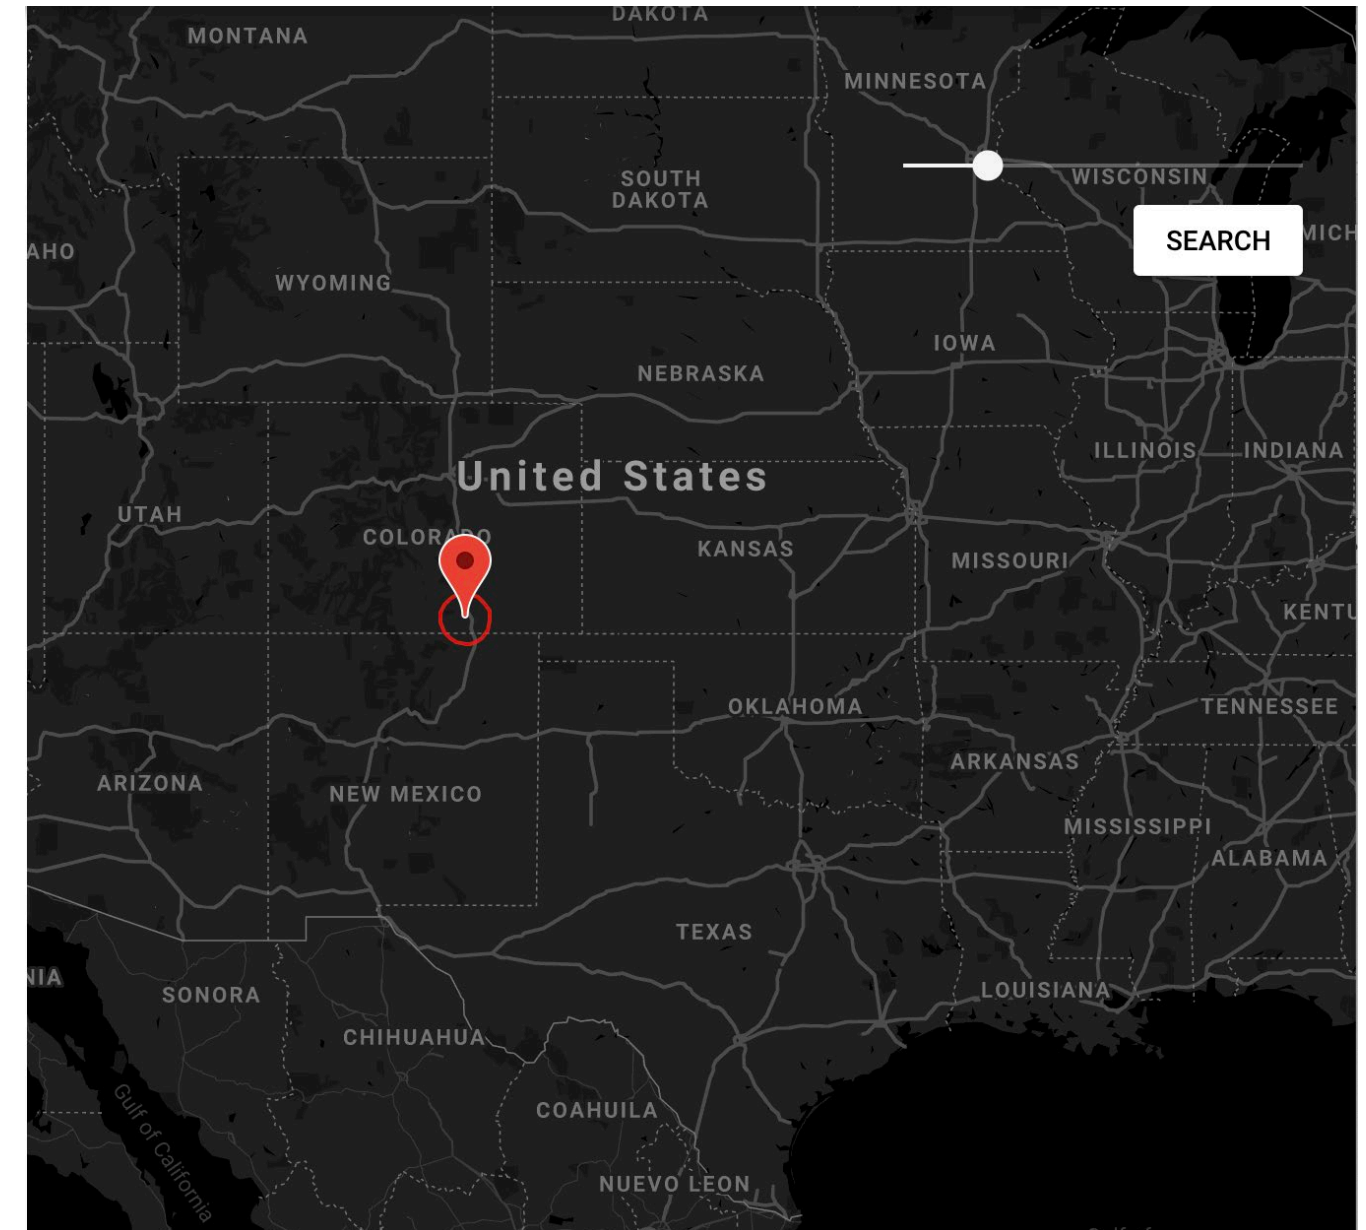 DAKOTA
MONTANA
MINNESOTA
WISCONSIN
SOUTH
DAKOTA
MICH
SEARCH
AHO
WYOMING
IOWA
NEBRASKA
ILLINOIS
INDIANA
United States
UTAH
COLORADO
KANSAS
MISSOURI
KENTU
OKLAHOMA
TENNESSEE
ARKANSAS
ARIZONA
NEW MEXICO
MISSISSIPPI
ALABAMA
TEXAS
NIA
SONORA
LOUISIANA
CHIHUAHUA
Gulf of California
COAHUILA
NUEVO LEON